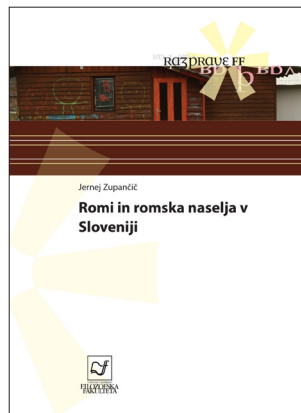 RAZPRAVE FF
Jernej Zupančič
Romi in romska naselja v
Sloveniji
FILOZOFSKA
FAKULTETA